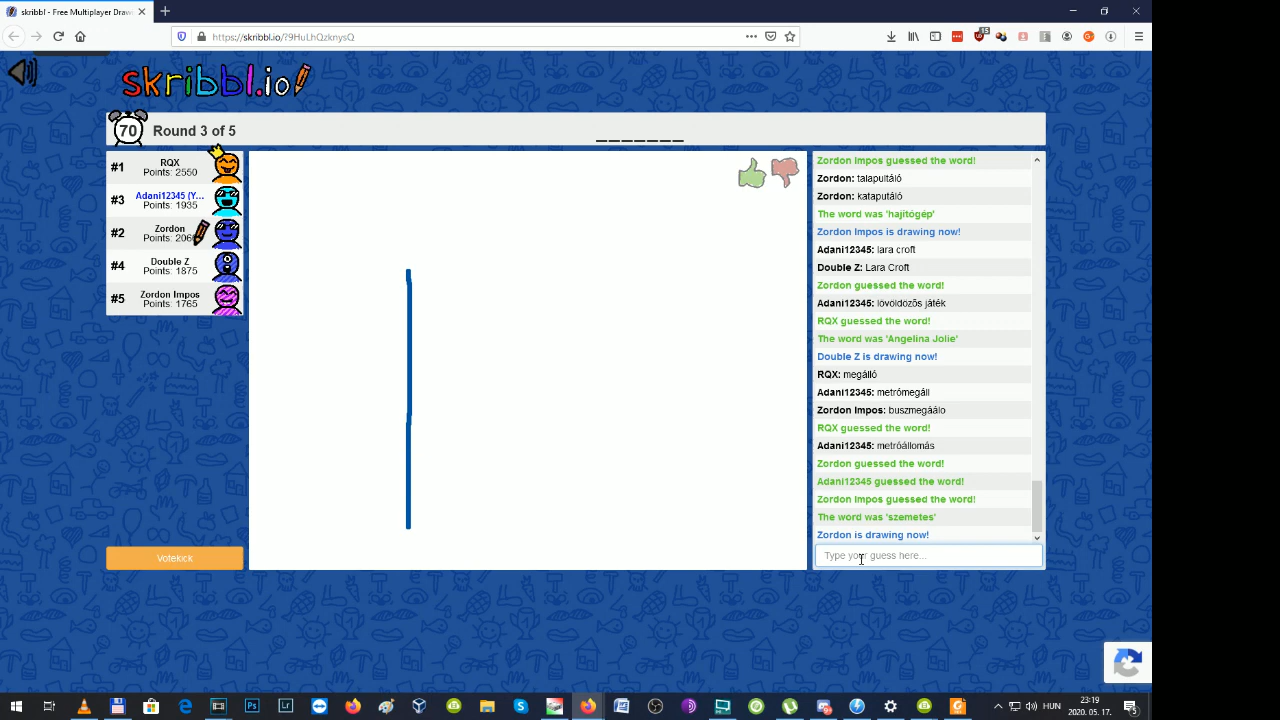 skribbl - Free Multiplayer Draw
https://skribbl.io/?9HuLhQzknysQ
15
skribbl.io
70
Round 3 of 5
_______
#1
RQX
Points: 2550
#3
Adani12345 (Y...
Points: 1935
#2
Zordon
Points: 206
#4
Double Z
Points: 1875
#5
Zordon Impos
Points: 1765
Votekick
Zordon Impos guessed the word!
Zordon: talapultáló
Zordon: kataputáló
The word was 'hajítógép'
Zordon Impos is drawing now!
Adani12345: lara croft
Double Z: Lara Croft
Zordon guessed the word!
Adani12345: lövöldözős játék
RQX guessed the word!
The word was 'Angelina Jolie'
Double Z is drawing now!
RQX: megálló
Adani12345: metrómegáll
Zordon Impos: buszmegáálo
RQX guessed the word!
Adani12345: metróállomás
Zordon guessed the word!
Adani12345 guessed the word!
Zordon Impos guessed the word!
The word was 'szemetes'
Zordon is drawing now!
Type your guess here...
HUN
23:19
2020. 05. 17.